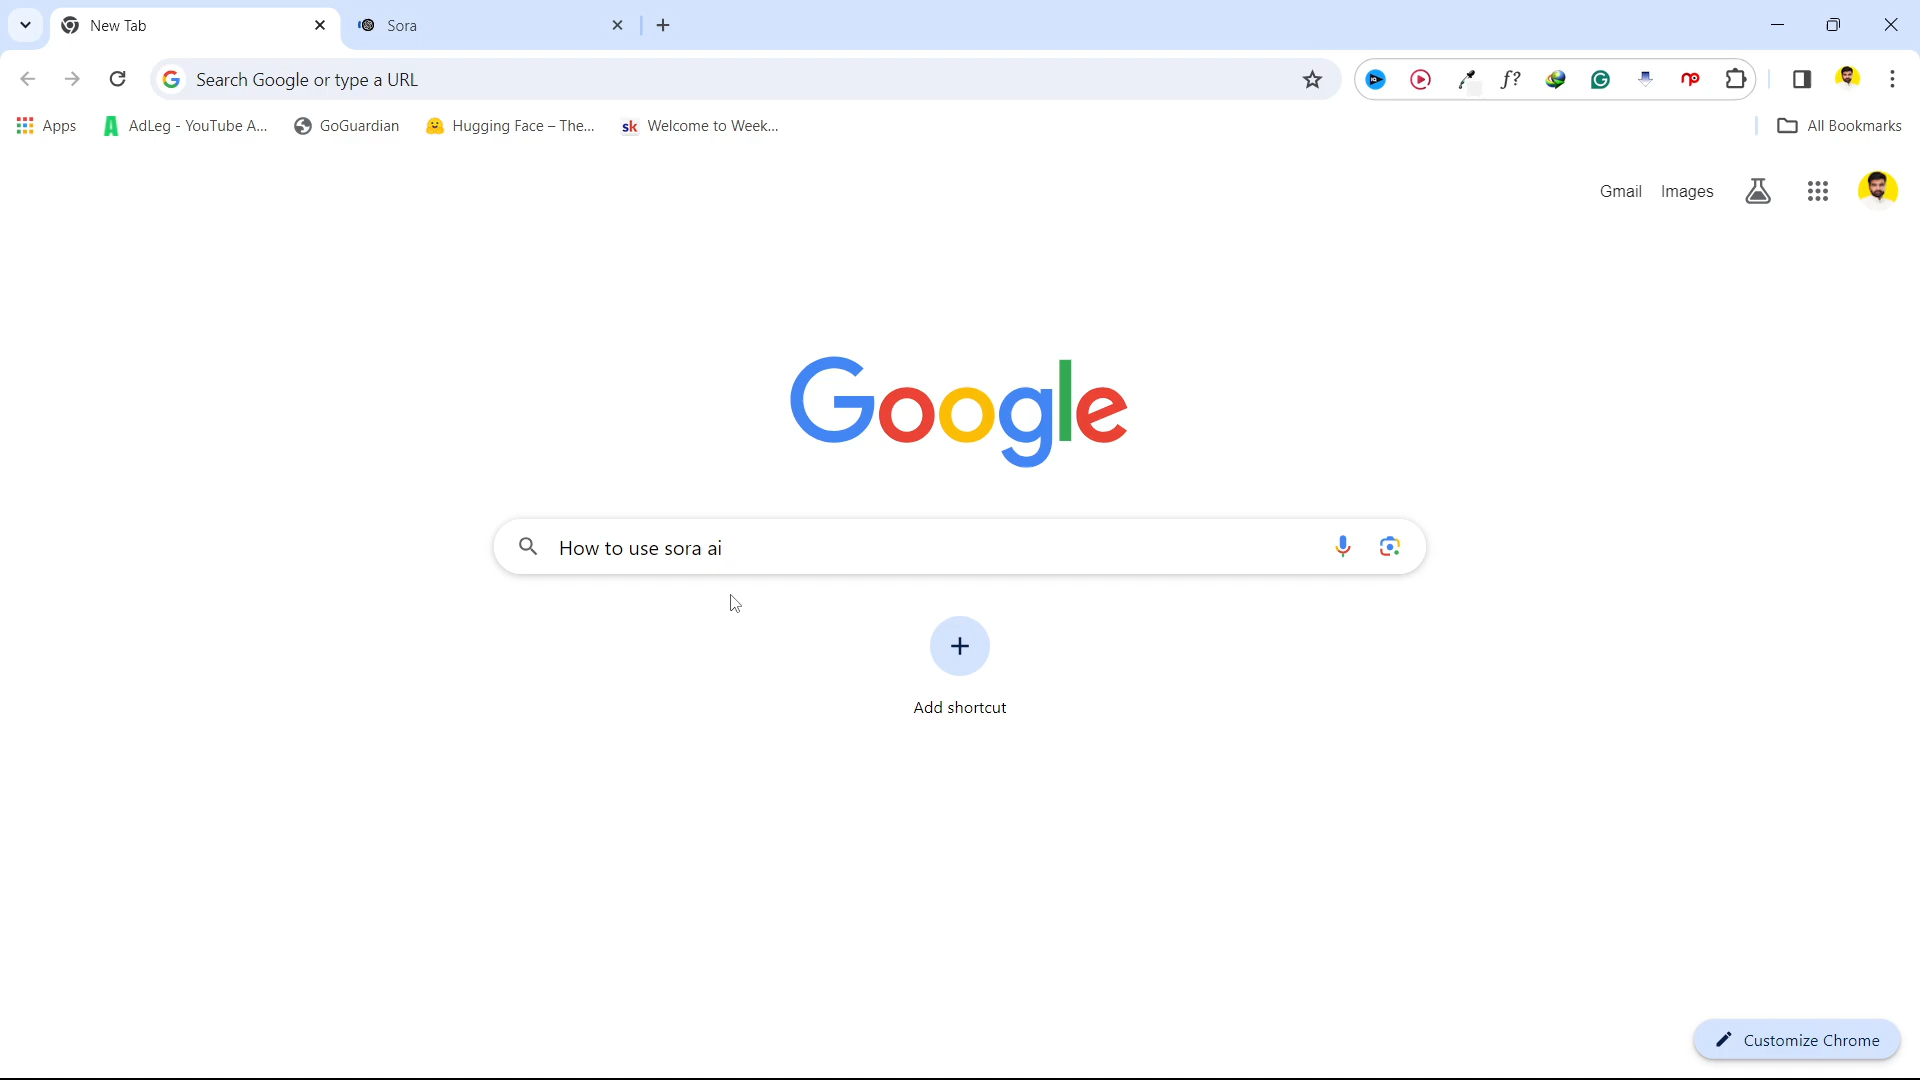 New Tab
Sora
Search Google or type a URL
f?
Apps
AdLeg - YouTube A...
GoGuardian
Hugging Face – The...
sk Welcome to Week...
All Bookmarks
Gmail
Images
Google
How to use sora ai
Add shortcut
Customize Chrome